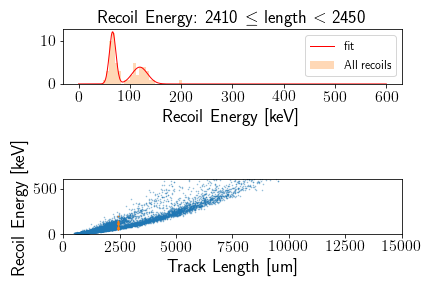 Recoil Energy: 2410 ≤ length < 2450
10
0
fit
All recoils
0 100 200 300 400 500 600
Recoil Energy [keV]
Recoil Energy [keV]
500
0
0 2500 5000 7500 10000 12500 15000
Track Length [um]